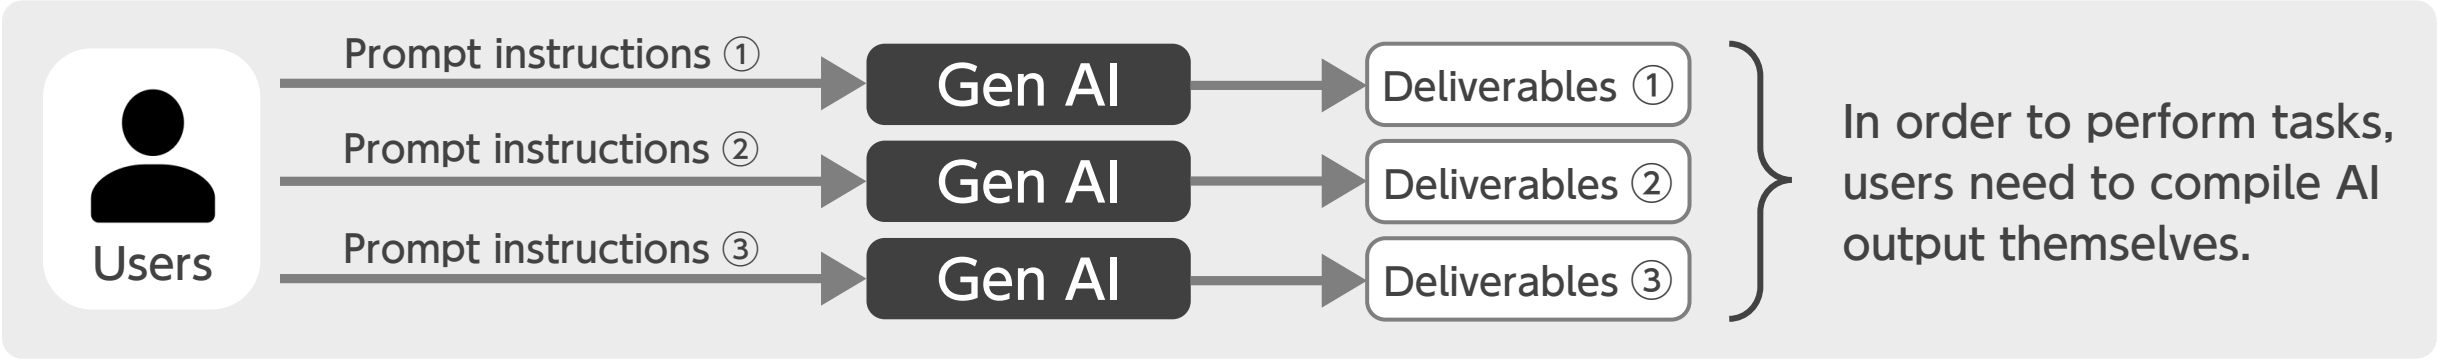 Prompt instructions ①
Gen AI
Deliverables ①
Prompt instructions ②
Gen AI
Deliverables ②
Prompt instructions ③
Gen AI
Deliverables ③
Users
In order to perform tasks,
users need to compile AI
output themselves.